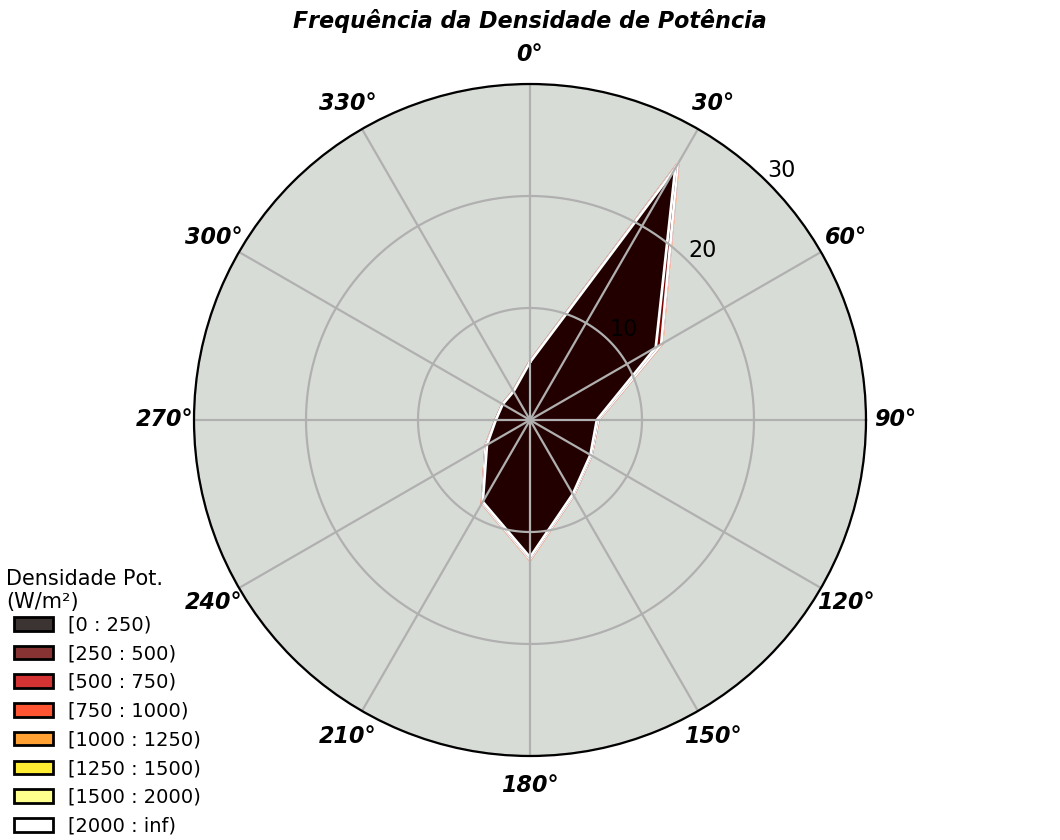 Frequência da Densidade de Potência
0°
330°
30°
30
300°
60°
20
10
270°
90°
240°
120°
210°
150°
180°
Densidade Pot.
(W/m²)
[0 : 250)
[250 : 500)
[500 : 750)
[750 : 1000)
[1000 : 1250)
[1250 : 1500)
[1500 : 2000)
[2000 : inf)